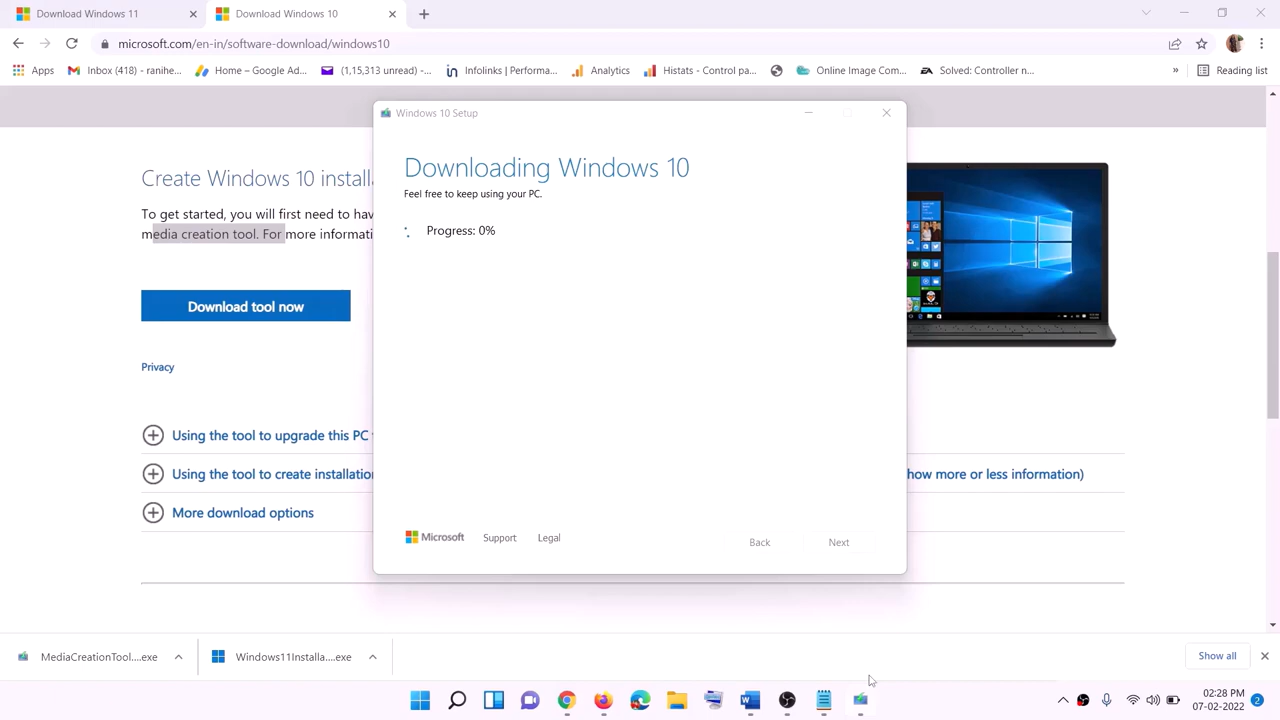 Download Windows 11
Download Windows 10
microsoft.com/en-in/software-download/windows10
Apps
Inbox (418) - ranihe...
Home – Google Ad...
(1,15,313 unread) -...
Infolinks | Performa...
Analytics
Histats - Control pa...
Online Image Com...
Solved: Controller n...
»
Reading list
Windows 10 Setup
Downloading Windows 10
Feel free to keep using your PC.
Progress: 0%
Create Windows 10 installa
To get started, you will first need to hav
media creation tool. For more informati
Download tool now
Privacy
Using the tool to upgrade this PC
Using the tool to create installation
how more or less information)
More download options
Microsoft
Support
Legal
Back
Next
MediaCreationTool....exe
Windows11Installa....exe
Show all
02:28 PM
07-02-2022
2